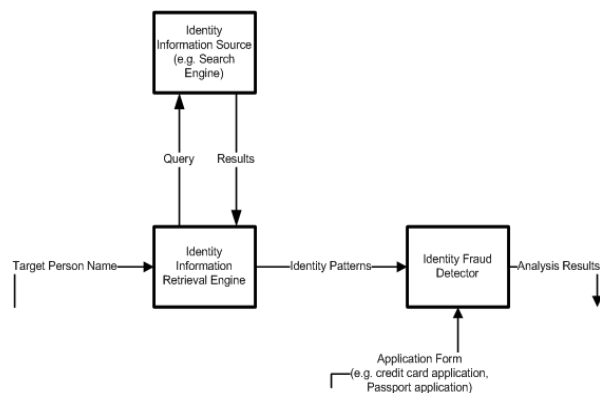 Identity
Information Source
(e.g. Search
Engine)
Query
Results
Target Person Name
Identity
Information
Retrieval Engine
Identity Patterns
Identity Fraud
Detector
Analysis Results
Application Form
(e.g. credit card application,
Passport application)